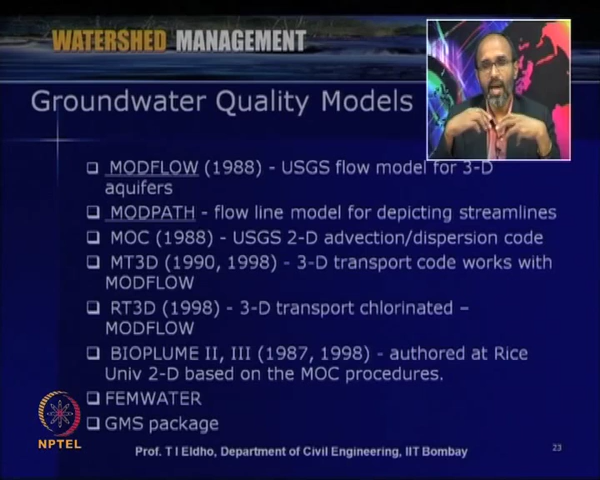 WATERSHED MANAGEMENT
Groundwater Quality Models
MODFLOW (1988) - USGS flow model for 3-D
aquifers
MODPATH - flow line model for depicting streamlines
MOC (1988) - USGS 2-D advection/dispersion code
MT3D (1990, 1998) - 3-D transport code works with
MODFLOW
RT3D (1998) - 3-D transport chlorinated –
MODFLOW
BIOPLUME II, III (1987, 1998) - authored at Rice
Univ 2-D based on the MOC procedures.
FEMWATER
GMS package
NPTEL
Prof. T I Eldho, Department of Civil Engineering, IIT Bombay
23